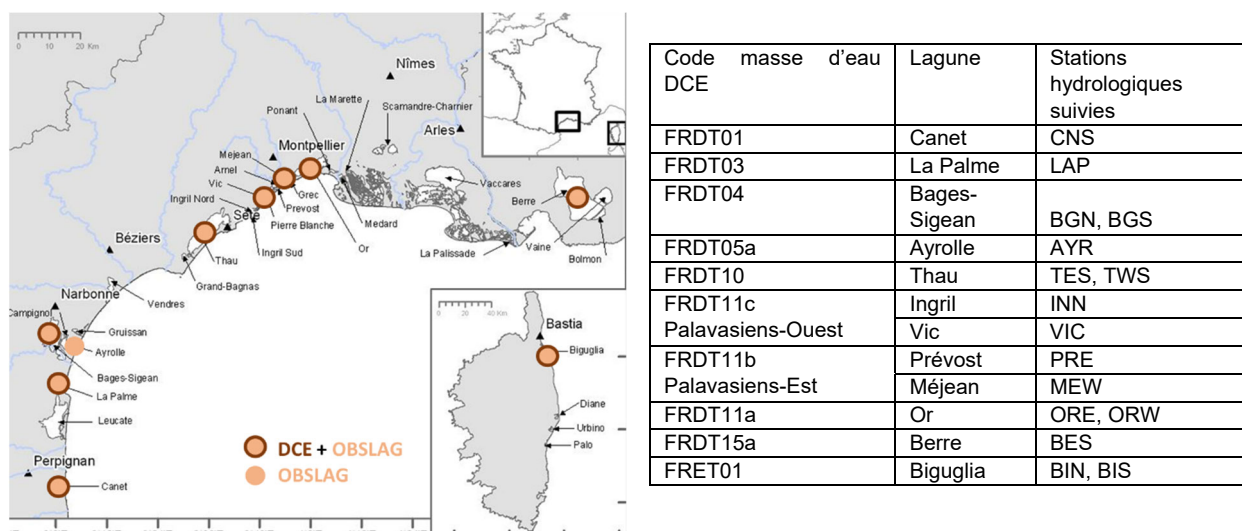 0 10 20 Km
Nîmes
La Marette
Ponant
Scamandre-Charnier
Arles
Montpellier
Mejean
Arnel
Vic
Grec
Vaccares
Ingril Nord
Prevost
Berre
Sète
Pierre Blanche
Medard
Ingril Sud
Or
La Palissade
Vaine
Bolmon
Béziers
Thau
Grand-Bagnas
Vendres
Narbonne
Campignol
Gruissan
Ayrolle
Bages-Sigean
La Palme
Leucate
Perpignan
Canet
0 20 40 Km
Bastia
Biguglia
Diane
Urbino
Palo
DCE + OBSLAG
OBSLAG
Code masse d'eau DCE | Lagune | Stations hydrologiques suivies
FRDT01 | Canet | CNS
FRDT03 | La Palme | LAP
FRDT04 | Bages-Sigean | BGN, BGS
FRDT05a | Ayrolle | AYR
FRDT10 | Thau | TES, TWS
FRDT11c Palavasiens-Ouest | Ingril | INN
Vic | VIC
FRDT11b Palavasiens-Est | Prévost | PRE
Méjean | MEW
FRDT11a | Or | ORE, ORW
FRDT15a | Berre | BES
FRET01 | Biguglia | BIN, BIS